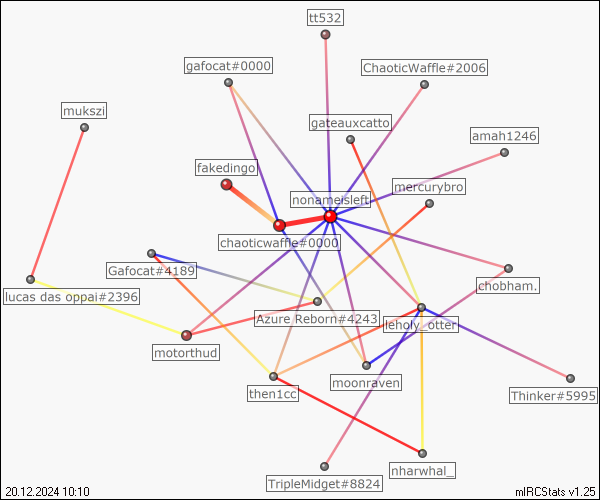 tt532
gafocat#0000
ChaoticWaffle#2006
mukszi
gateauxcatto
amah1246
fakedingo
mercurybro
nonameisleft
chaoticwaffle#0000
Gafocat#4189
chobham.
lucas das oppai#2396
Azure Reborn#4243
leholy_otter
motorthud
moonraven
then1cc
Thinker#5995
nharwhal_
TripleMidget#8824
20.12.2024 10:10
mIRCStats v1.25